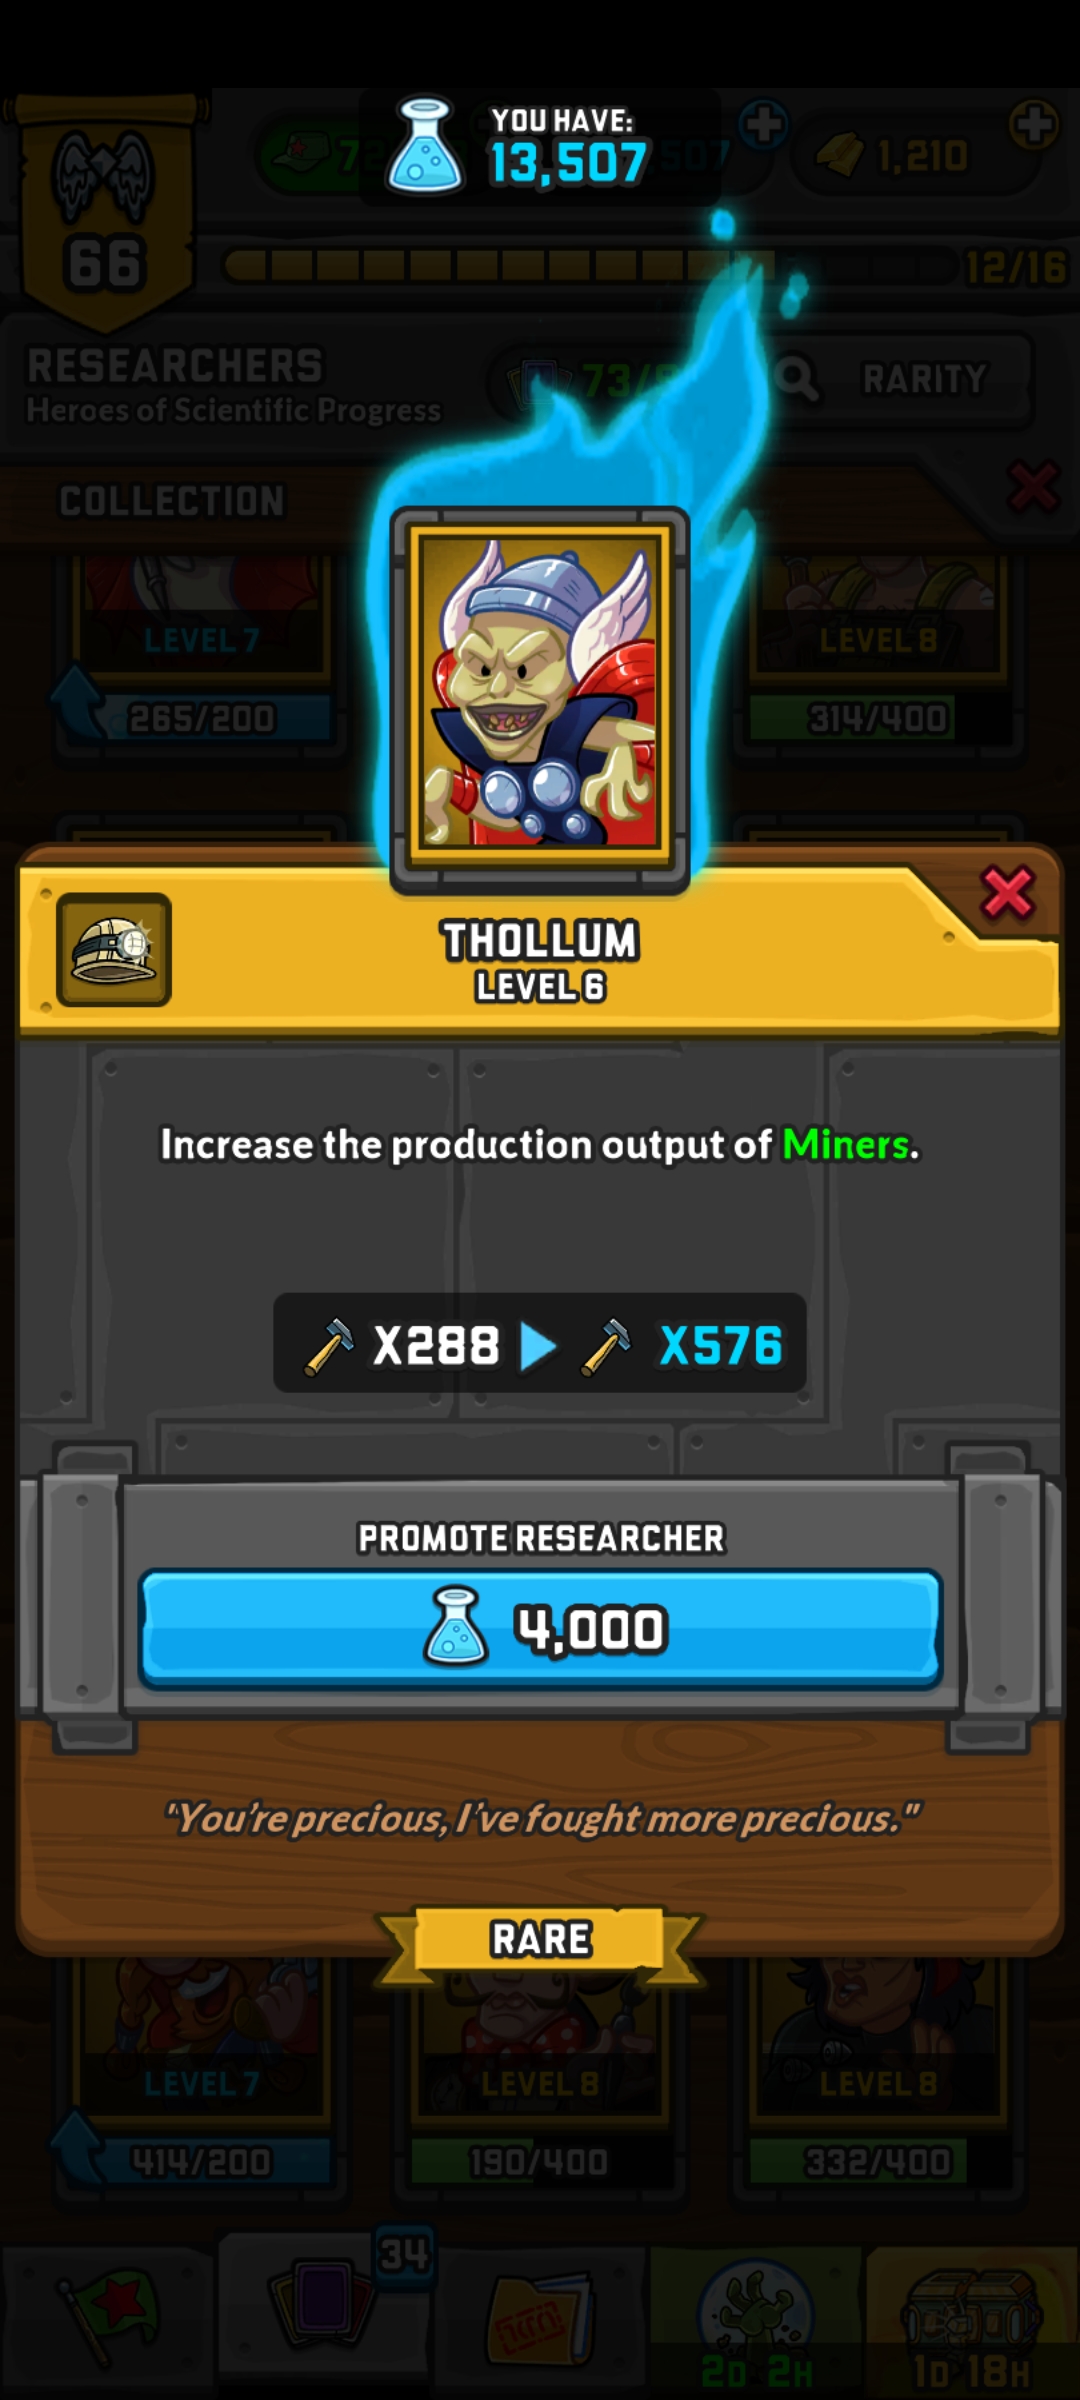 YOU HAVE:
13,507
1,210
66
12/16
RESEARCHERS
Heroes of Scientific Progress
RARITY
COLLECTION
LEVEL 7
LEVEL 8
265/200
314/400
THOLLUM
LEVEL 6
Increase the production output of Miners.
X288
X576
PROMOTE RESEARCHER
4,000
"You're precious, I've fought more precious."
RARE
LEVEL 7
LEVEL 8
LEVEL 8
414/200
190/400
332/400
34
2D 2H
1D 18H